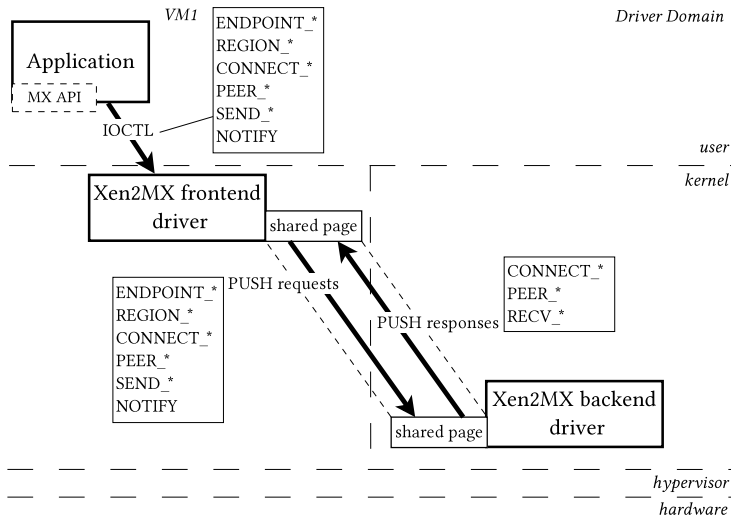 VM1
Driver Domain
Application
MX API
ENDPOINT_*
REGION_*
CONNECT_*
PEER_*
SEND_*
NOTIFY
IOCTL
user
kernel
Xen2MX frontend
driver
shared page
PUSH requests
ENDPOINT_*
REGION_*
CONNECT_*
PEER_*
SEND_*
NOTIFY
CONNECT_*
PEER_*
RECV_*
PUSH responses
shared page
Xen2MX backend
driver
hypervisor
hardware